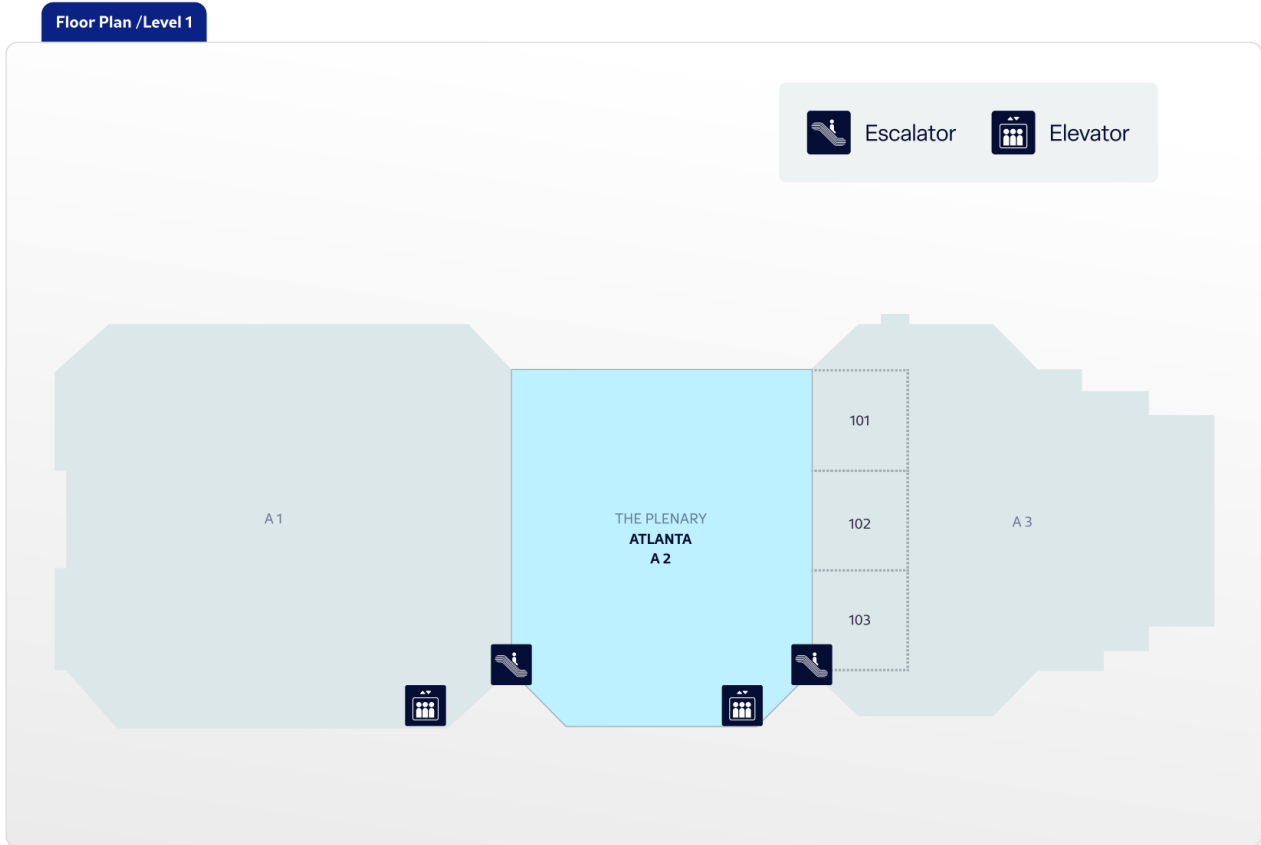 Floor Plan /Level 1
Escalator
Elevator
101
A 1
THE PLENARY
ATLANTA
A 2
102
A 3
103